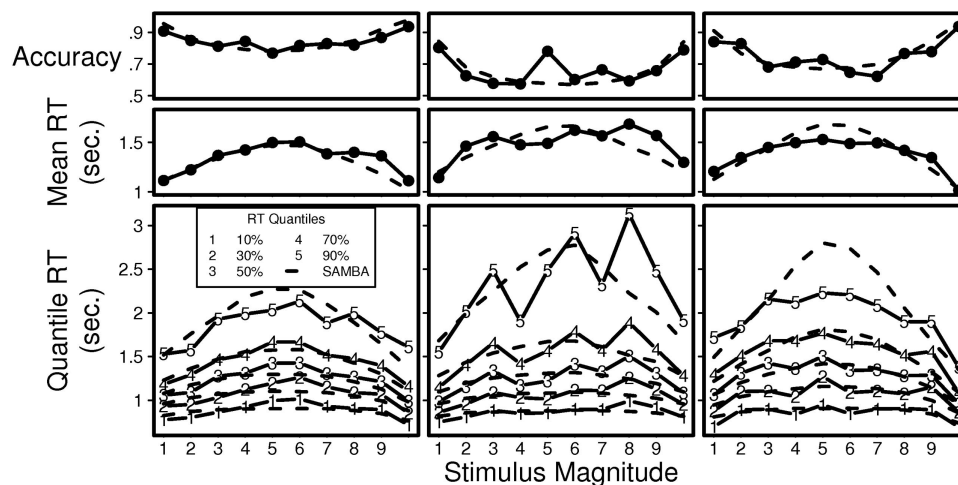 Accuracy
.9
.7
.5
Mean RT
(sec.)
1.5
1
Quantile RT
(sec.)
3
2.5
2
1.5
1
RT Quantiles
1 10% 4 70%
2 30% 5 90%
3 50% SAMBA
1 2 3 4 5 6 7 8 9 1 2 3 4 5 6 7 8 9 1 2 3 4 5 6 7 8 9
Stimulus Magnitude